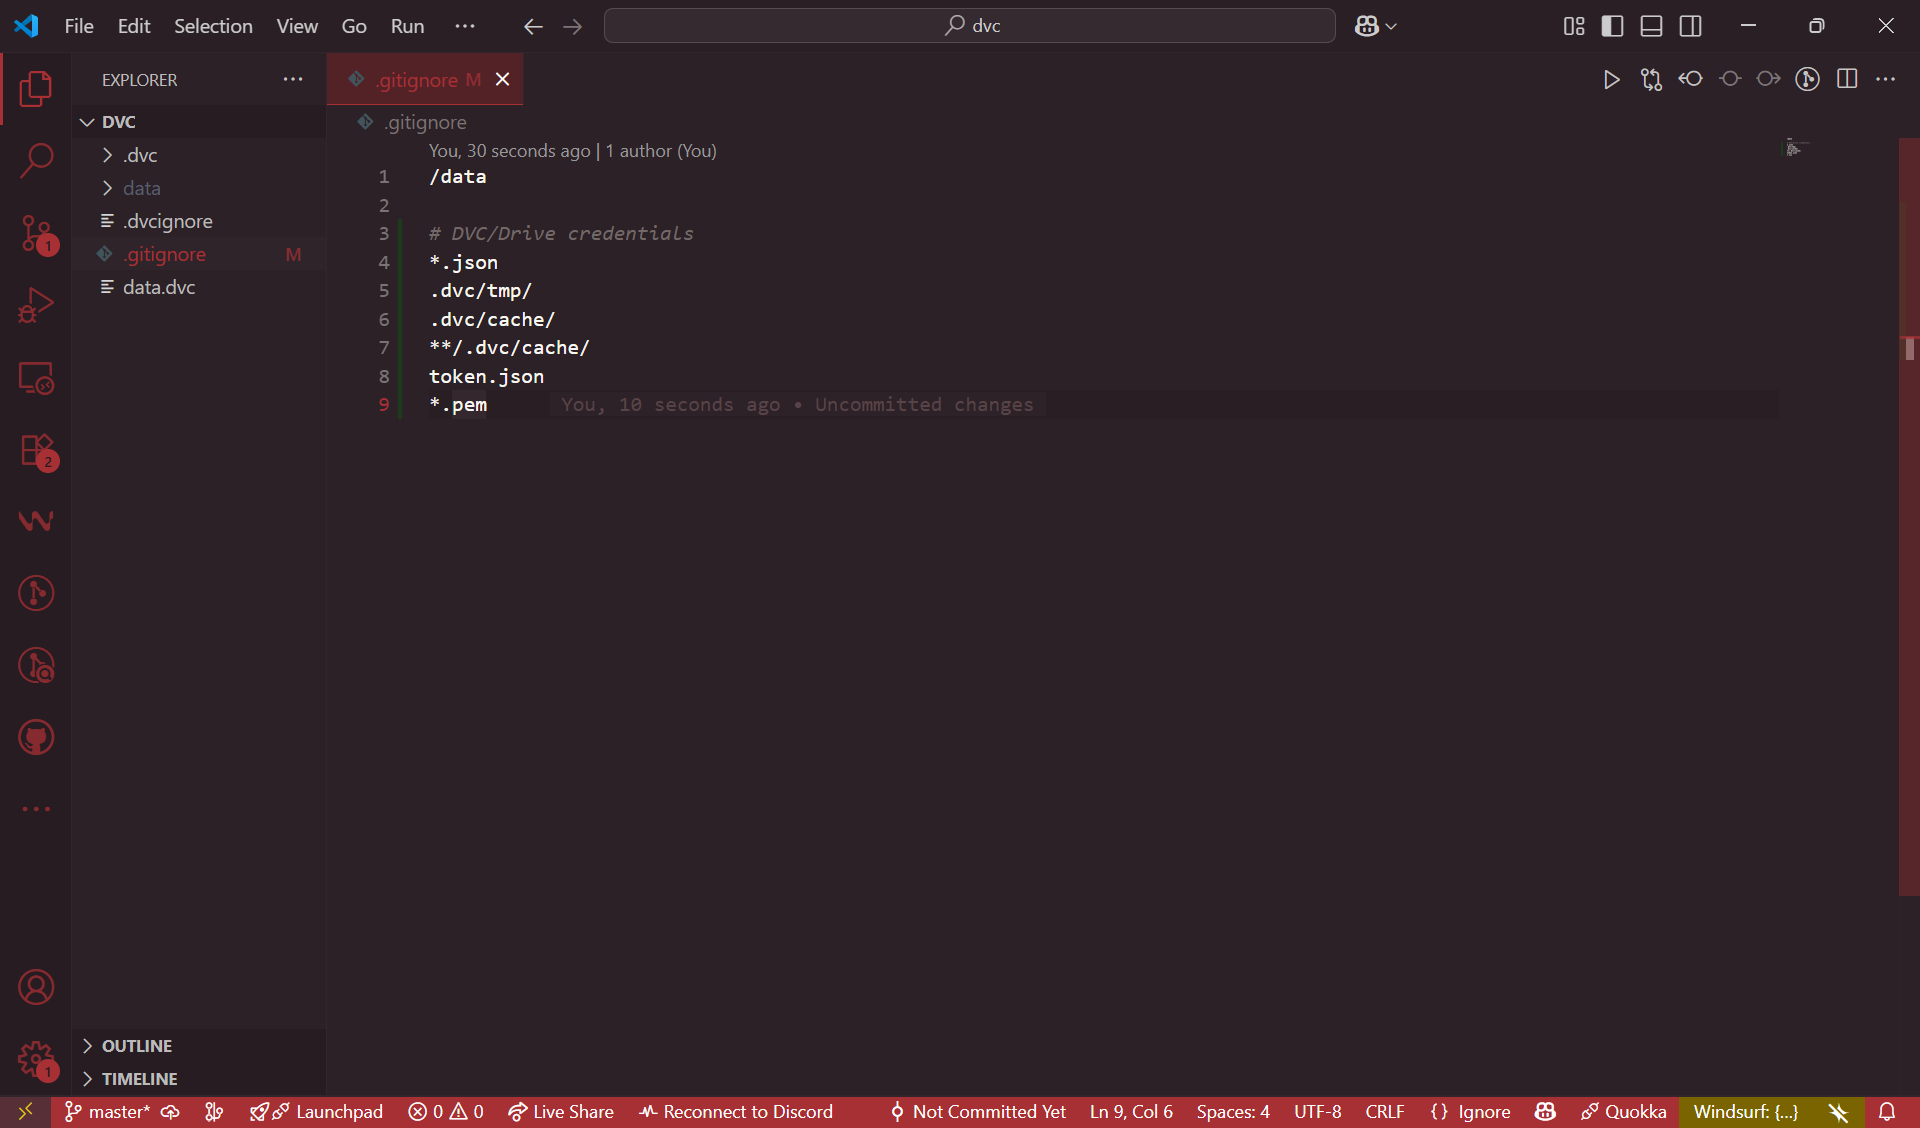 File Edit Selection View Go Run ··· dvc
EXPLORER ···
.gitignore M
DVC
.gitignore
You, 30 seconds ago | 1 author (You)
.dvc
data
.dvcignore
.gitignore M
data.dvc
1 /data
2
3 # DVC/Drive credentials
4 *.json
5 .dvc/tmp/
6 .dvc/cache/
7 **/.dvc/cache/
8 token.json
9 *.pem You, 10 seconds ago • Uncommitted changes
1
2
1
OUTLINE
TIMELINE
master* Launchpad 0 0 Live Share Reconnect to Discord Not Committed Yet Ln 9, Col 6 Spaces: 4 UTF-8 CRLF {} Ignore Quokka Windsurf: {...}